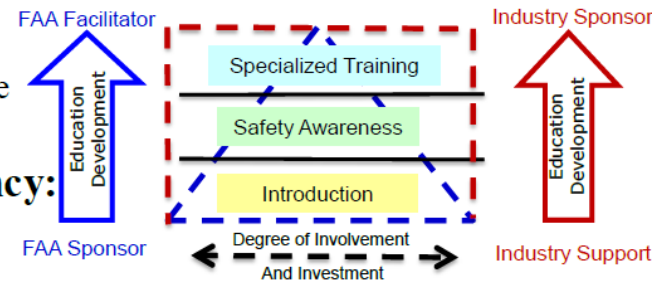 FAA Facilitator
Industry Sponsor
Specialized Training
Safety Awareness
Introduction
Education
Development
Education
Development
FAA Sponsor
Degree of Involvement
And Investment
Industry Support